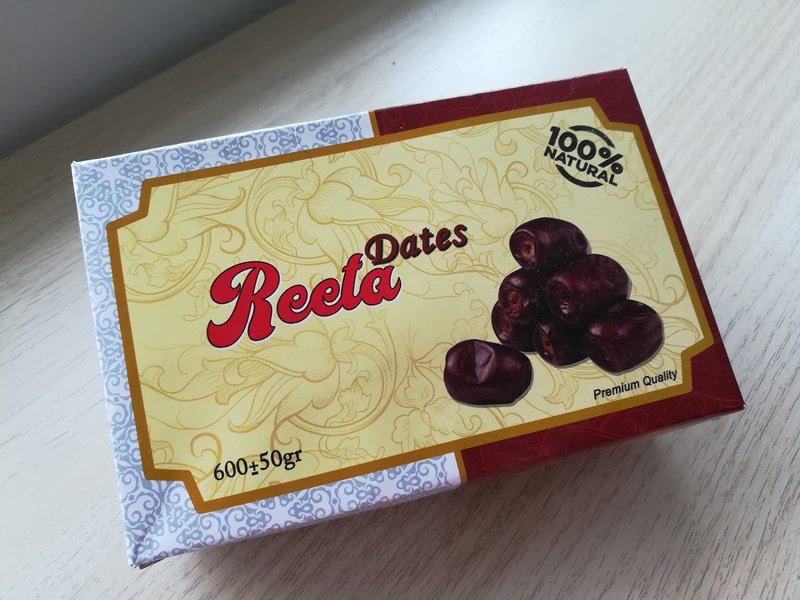 100%
NATURAL
Dates
Reeta
Premium Quality
600±50gr